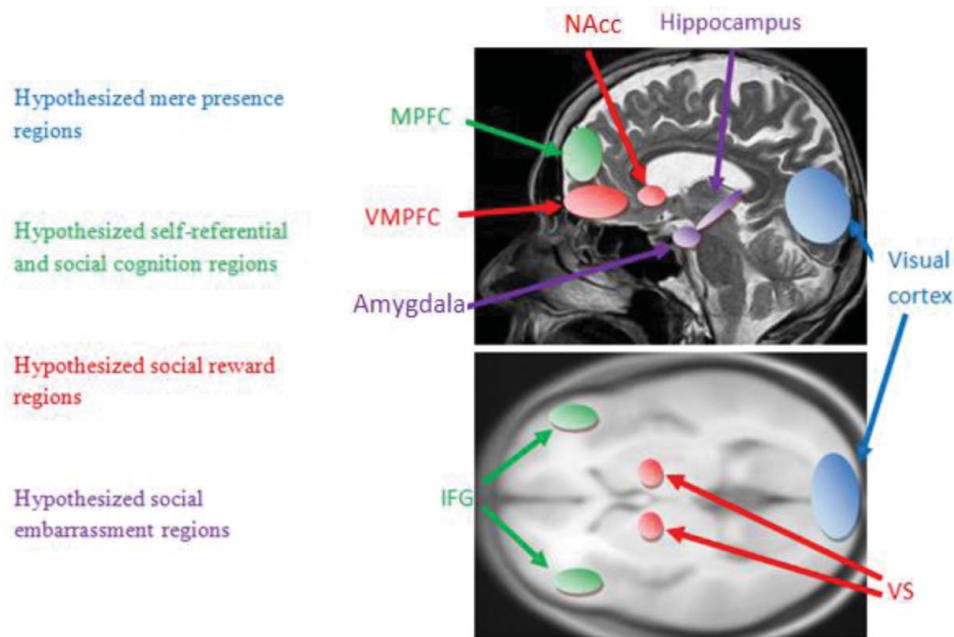 Hypothesized mere presence
regions
Hypothesized self-referential
and social cognition regions
Hypothesized social reward
regions
Hypothesized social
embarrassment regions
NAcc
Hippocampus
MPFC
VMPFC
Amygdala
Visual
cortex
IFG
VS